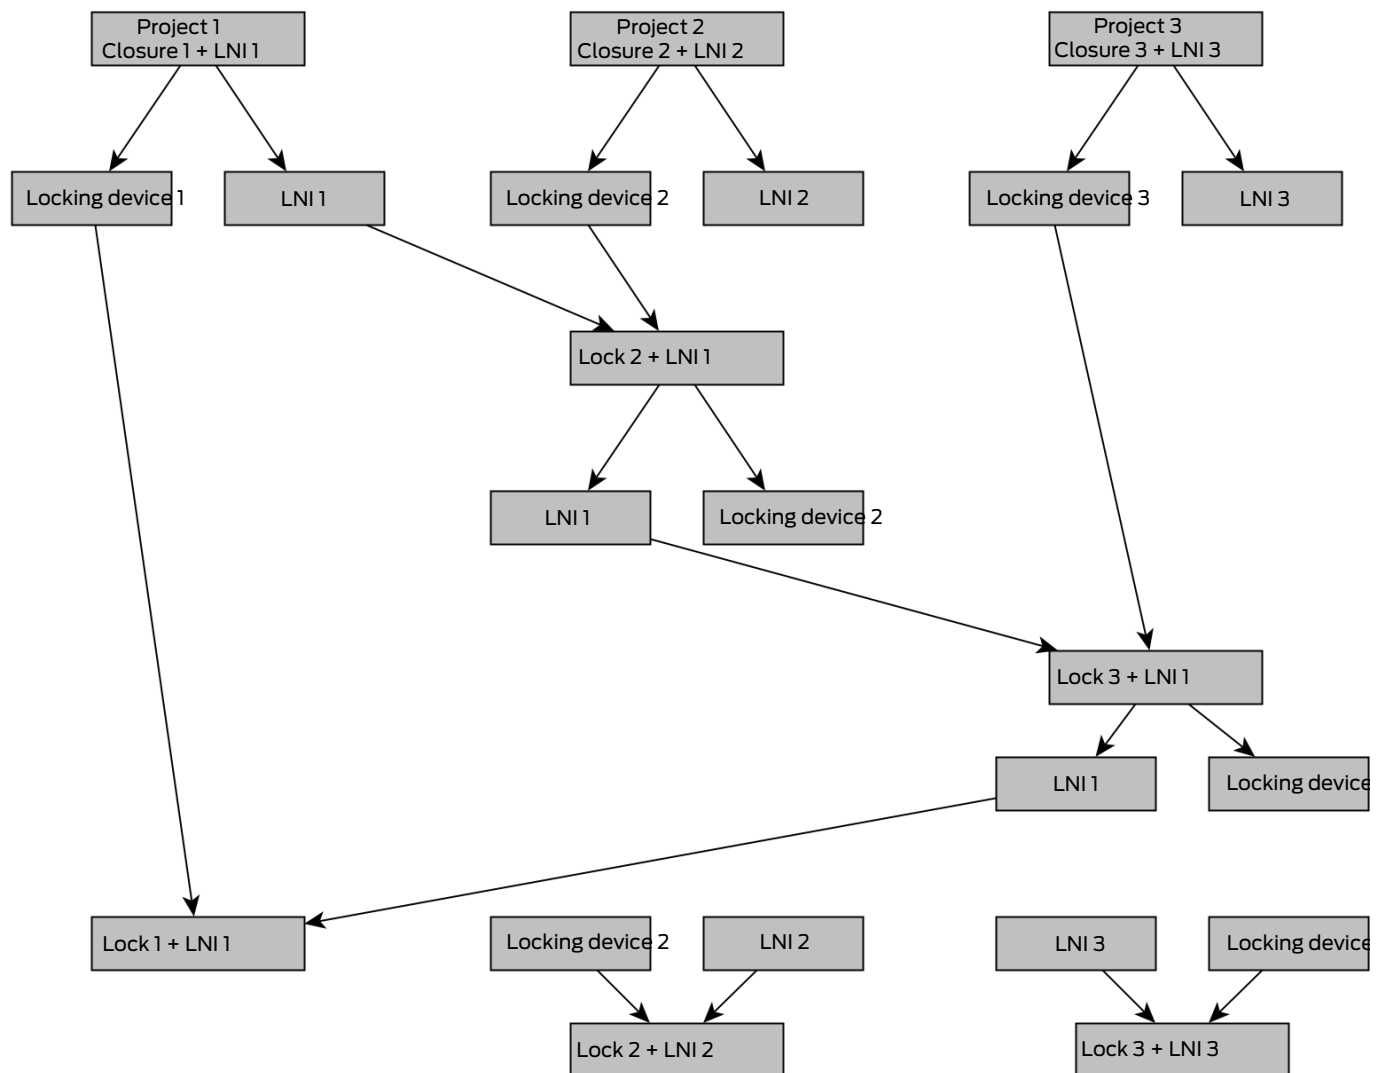 Project 1
Closure 1 + LNI 1
Project 2
Closure 2 + LNI 2
Project 3
Closure 3 + LNI 3
Locking device 1
LNI 1
Locking device 2
LNI 2
Locking device 3
LNI 3
Lock 2 + LNI 1
LNI 1
Locking device 2
Lock 3 + LNI 1
LNI 1
Locking device
Lock 1 + LNI 1
Locking device 2
LNI 2
LNI 3
Locking device
Lock 2 + LNI 2
Lock 3 + LNI 3